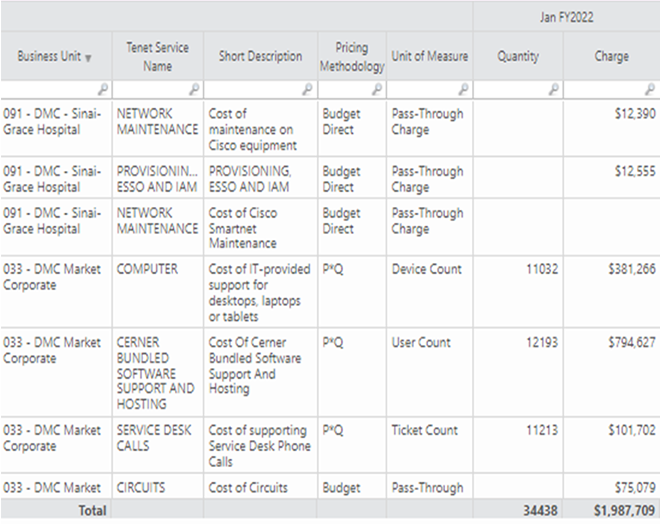 Jan FY2022
Business Unit
Tenet Service
Name
Short Description
Pricing
Methodology
Unit of Measure
Quantity
Charge
091 - DMC - Sinai-
Grace Hospital
NETWORK
MAINTENANCE
Cost of
maintenance on
Cisco equipment
Budget
Direct
Pass-Through
Charge
$12,390
091 - DMC - Sinai-
Grace Hospital
PROVISIONIN...
ESSO AND IAM
PROVISIONING,
ESSO AND IAM
Budget
Direct
Pass-Through
Charge
$12,555
091 - DMC - Sinai-
Grace Hospital
NETWORK
MAINTENANCE
Cost of Cisco
Smartnet
Maintenance
Budget
Direct
Pass-Through
Charge
033 - DMC Market
Corporate
COMPUTER
Cost of IT-provided
support for
desktops, laptops
or tablets
P*Q
Device Count
11032
$381,266
033 - DMC Market
Corporate
CERNER
BUNDLED
SOFTWARE
SUPPORT AND
HOSTING
Cost Of Cerner
Bundled Software
Support And
Hosting
P*Q
User Count
12193
$794,627
033 - DMC Market
Corporate
SERVICE DESK
CALLS
Cost of supporting
Service Desk Phone
Calls
P*Q
Ticket Count
11213
$101,702
033 - DMC Market
CIRCUITS
Cost of Circuits
Budget
Pass-Through
$75,079
Total
34438
$1,987,709